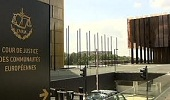 COUR DE JUSTICE
DES COMMUNAUTÉS
EUROPÉENNES